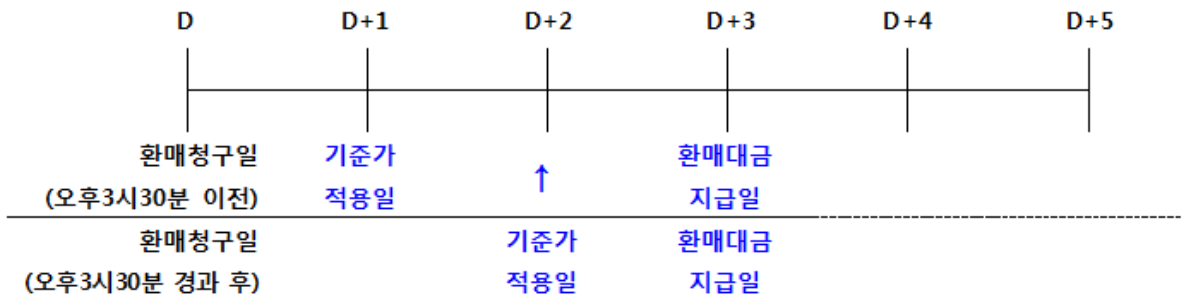 D D+1 D+2 D+3 D+4 D+5
환매청구일 기준가 환매대금
(오후3시30분 이전) 적용일 ↑ 지급일
환매청구일 기준가 환매대금
(오후3시30분 경과 후) 적용일 지급일